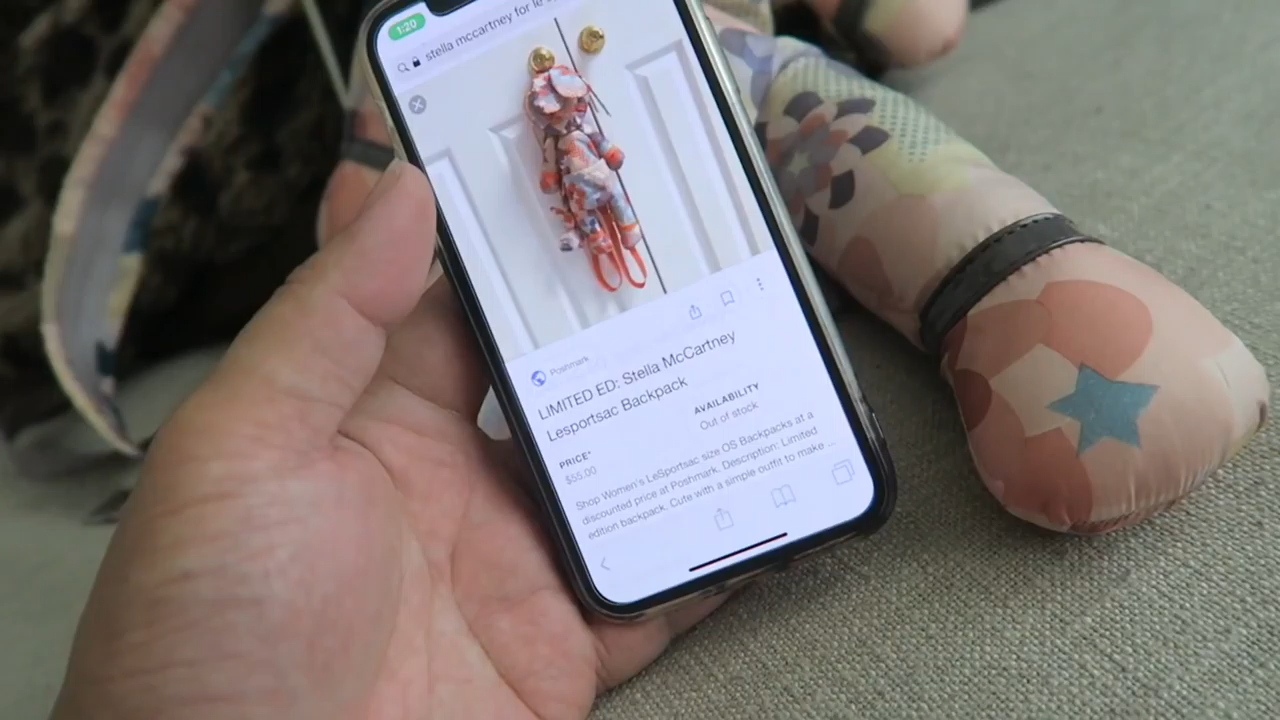 1:20
stella mccartney for le
Poshmark
LIMITED ED: Stella McCartney
Lesportsac Backpack
PRICE*
$55.00
AVAILABILITY
Out of stock
Shop Women's LeSportsac size OS Backpacks at a
discounted price at Poshmark. Description: Limited
edition backpack. Cute with a simple outfit to make ...